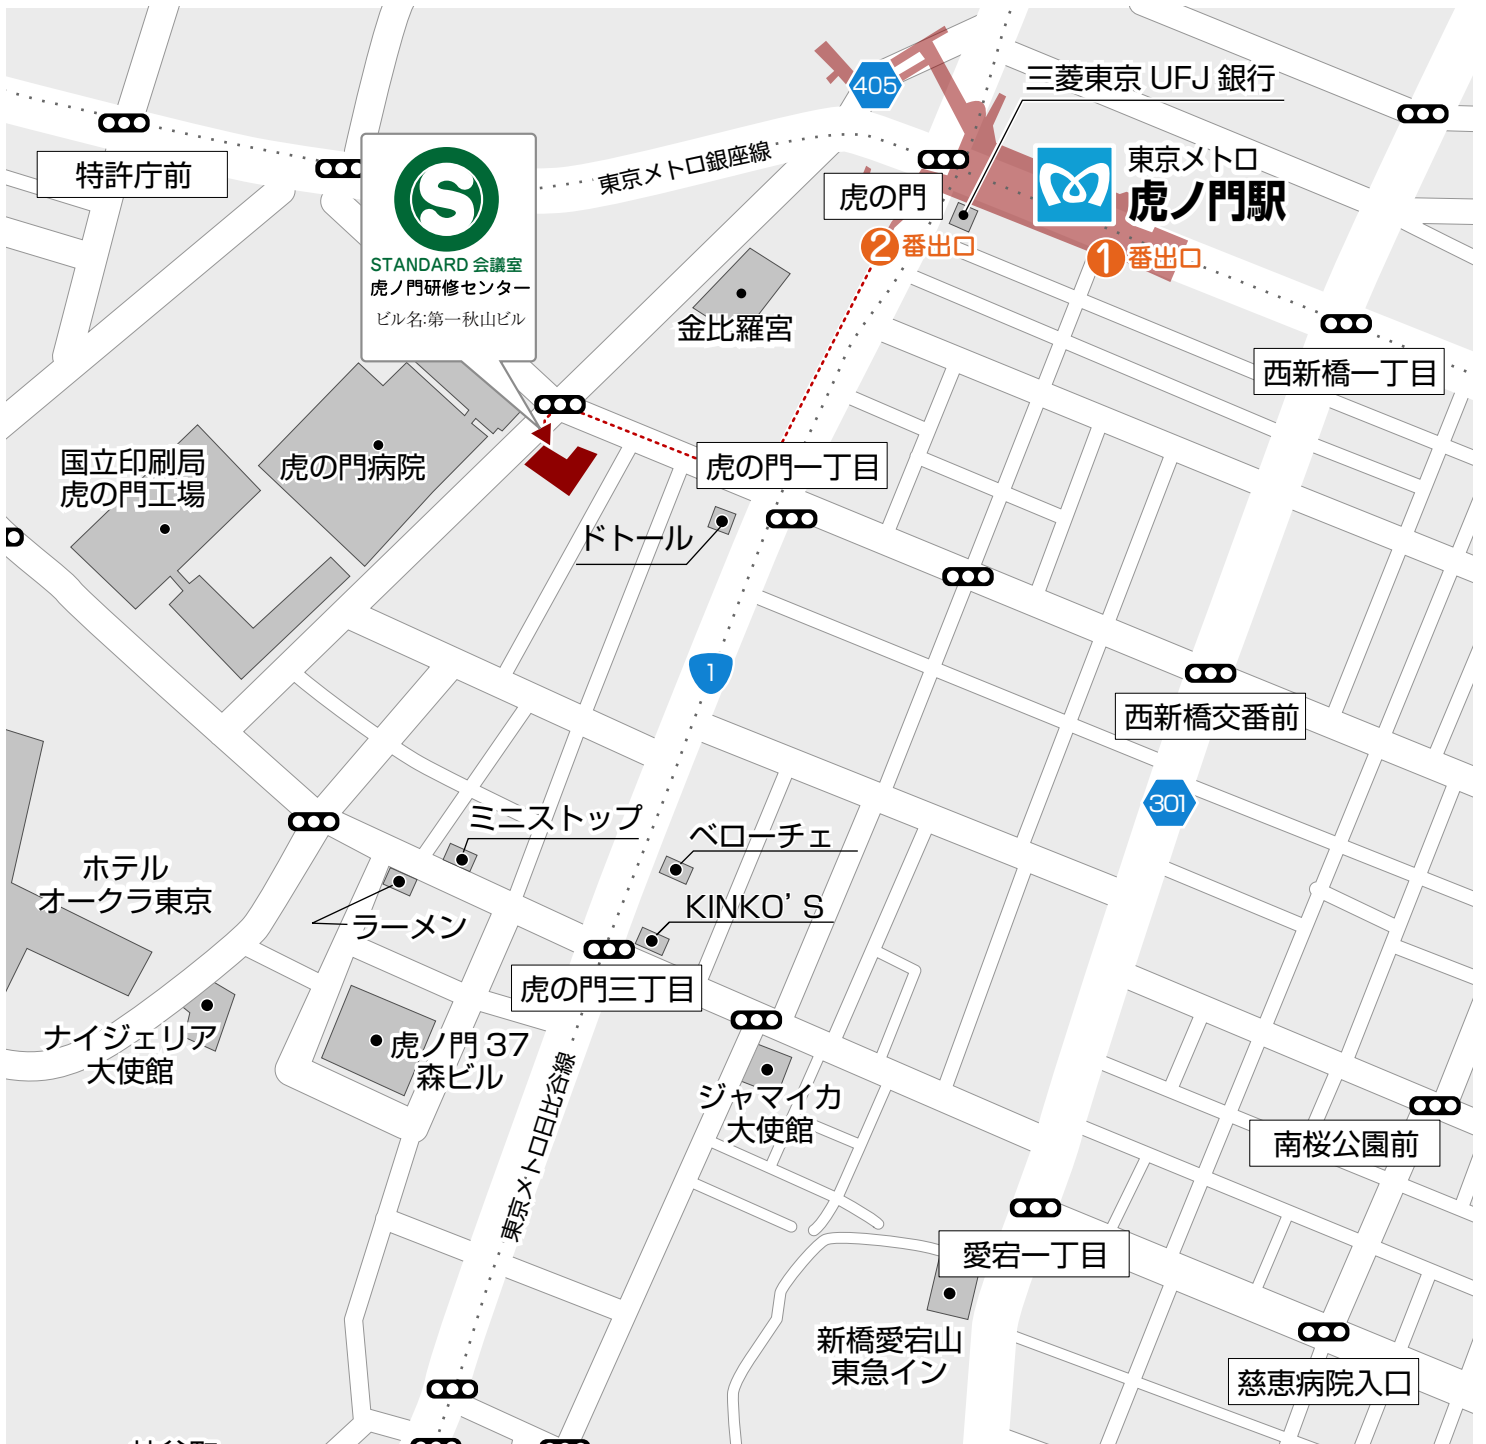 405
三菱東京 UFJ 銀行
特許庁前
東京メトロ銀座線
東京メトロ
虎ノ門駅
虎の門
2番出口
1番出口
S
STANDARD 会議室
虎ノ門研修センター
ビル名:第一秋山ビル
金比羅宮
西新橋一丁目
国立印刷局
虎の門工場
虎の門病院
虎の門一丁目
ドトール
1
西新橋交番前
301
ミニストップ
ベローチェ
ホテル
オークラ東京
ラーメン
KINKO’S
虎の門三丁目
ナイジェリア
大使館
虎ノ門 37
森ビル
東京メトロ日比谷線
ジャマイカ
大使館
南桜公園前
愛宕一丁目
新橋愛宕山
東急イン
慈恵病院入口